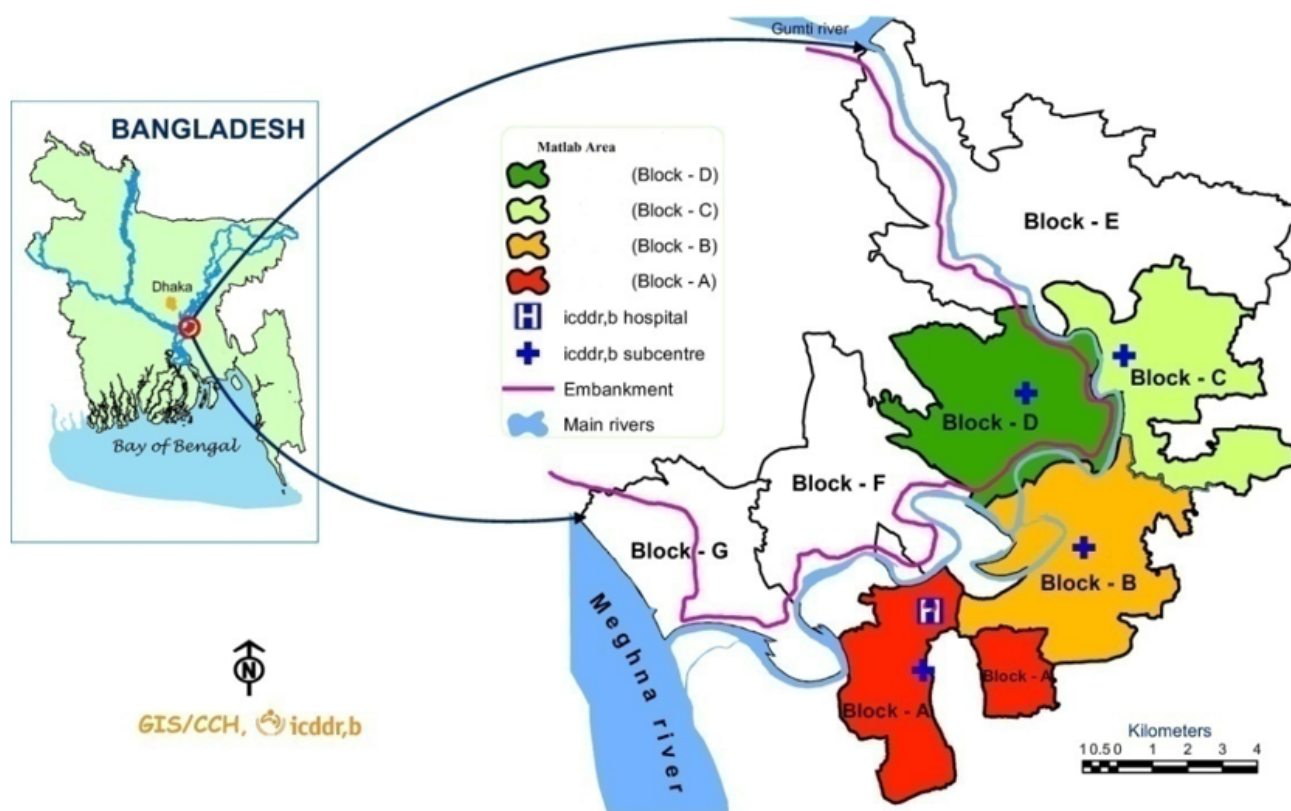 Gumti river
BANGLADESH
Dhaka
Bay of Bengal
Matlab Area
(Block - D)
(Block - C)
(Block - B)
(Block - A)
H icddr,b hospital
icddr,b subcentre
Embankment
Main rivers
Block - E
Block - C
Block - D
Block - F
Block - G
Block - B
H
Block - A
Block - A
Meghna river
N
GIS/CCH, icddr,b
Kilometers
1 0.5 0 1 2 3 4